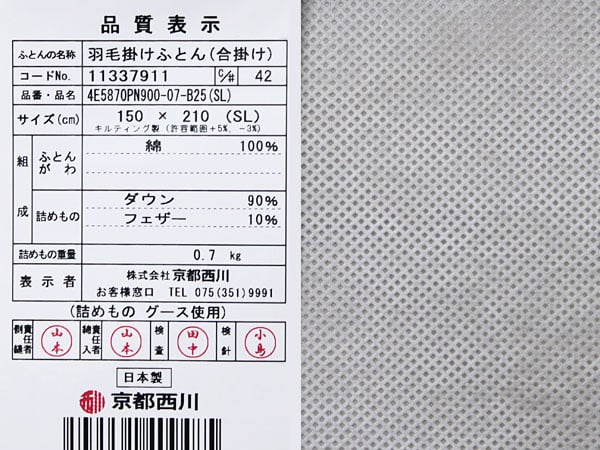 品質表示
ふとんの名称 羽毛掛けふとん(合掛け)
コードNo. 11337911 C/# 42
品番・品名 4E5870PN900-07-B25(SL)
サイズ(cm) 150 × 210 (SL)
キルティング製(許容範囲+5%, -3%)
組成 ふとんがわ 綿 100%
詰めもの ダウン 90%
フェザー 10%
詰めもの重量 0.7 kg
表示者 株式会社 京都西川
お客様窓口 TEL 075(351)9991
(詰めもの グース使用)
側縫責任者 山本 綿入責任者 山本 検査 田中 検針 小島
日本製
西川 京都西川